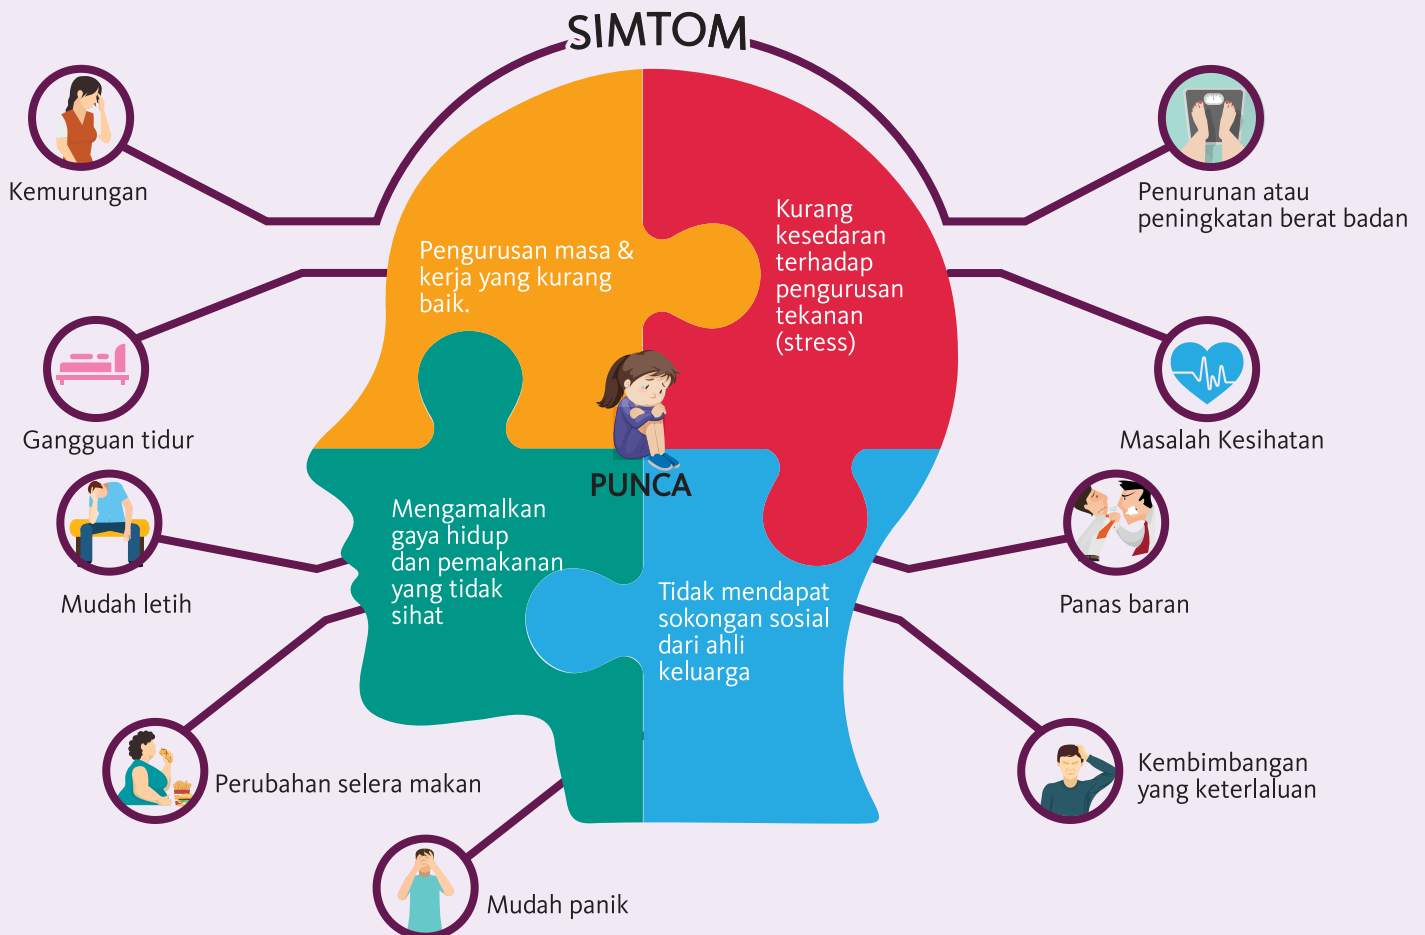 SIMTOM
Kemurungan
Gangguan tidur
Mudah letih
Perubahan selera makan
Mudah panik
Penurunan atau
peningkatan berat badan
Masalah Kesihatan
Panas baran
Kembimbangan
yang keterlaluan
Pengurusan masa &
kerja yang kurang
baik.
Kurang
kesedaran
terhadap
pengurusan
tekanan
(stress)
PUNCA
Mengamalkan
gaya hidup
dan pemakanan
yang tidak
sihat
Tidak mendapat
sokongan sosial
dari ahli
keluarga